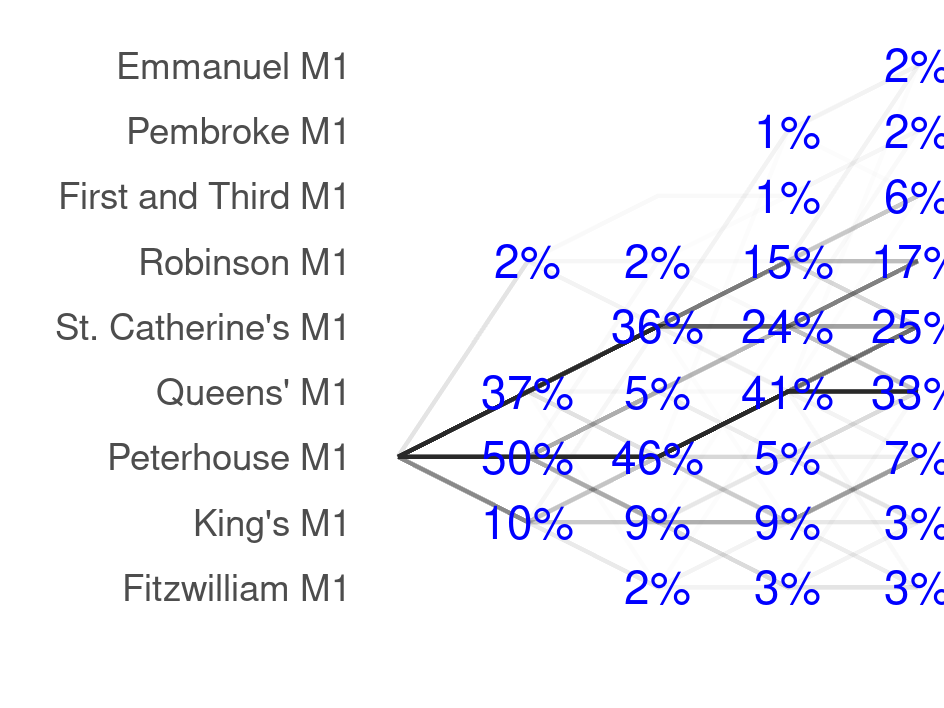 Emmanuel M1 2%
Pembroke M1 1% 2%
First and Third M1 1% 6%
Robinson M1 2% 2% 15% 17%
St. Catherine's M1 36% 24% 25%
Queens' M1 37% 5% 41% 33%
Peterhouse M1 50% 46% 5% 7%
King's M1 10% 9% 9% 3%
Fitzwilliam M1 2% 3% 3%